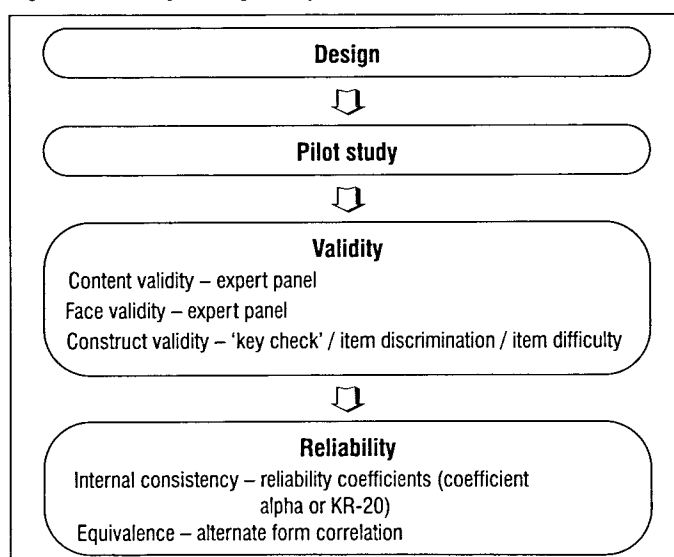 Design
Pilot study
Validity
Content validity – expert panel
Face validity – expert panel
Construct validity – ‘key check’ / item discrimination / item difficulty
Reliability
Internal consistency – reliability coefficients (coefficient
alpha or KR-20)
Equivalence – alternate form correlation